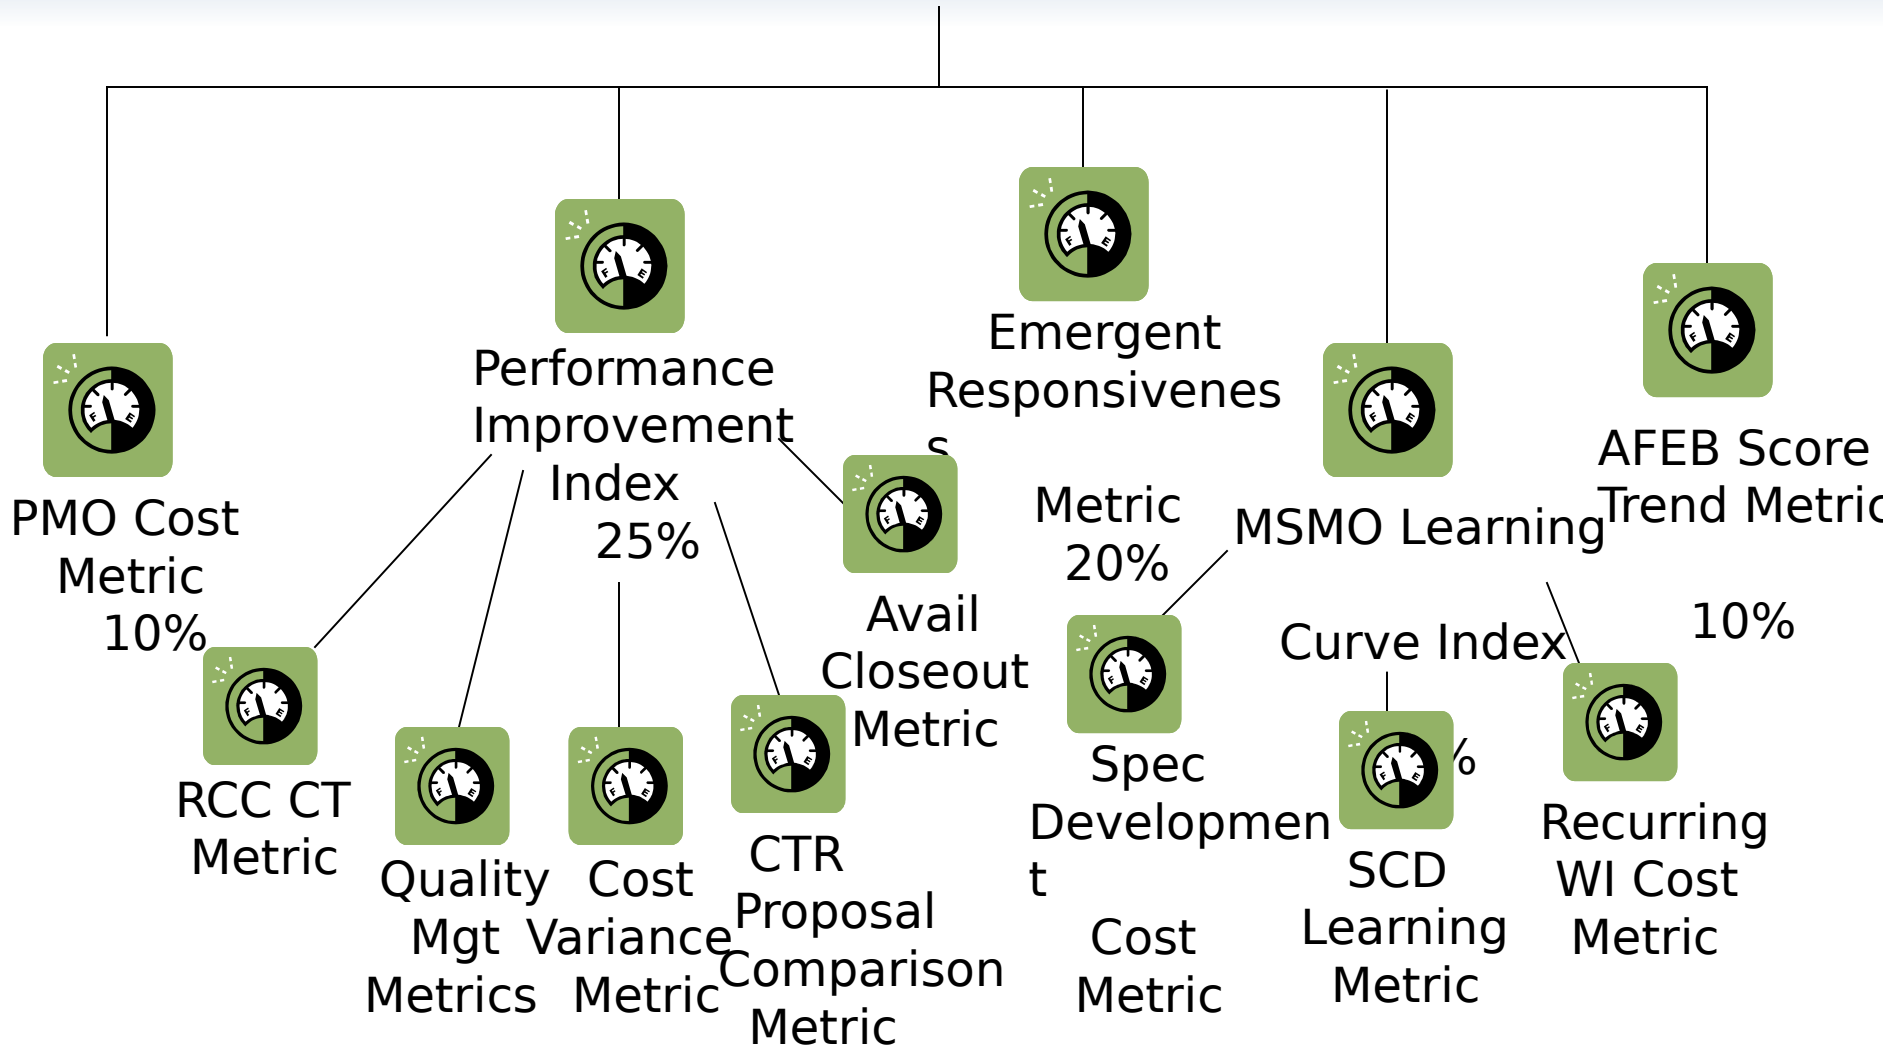 PMO Cost
Metric
10%
Performance
Improvement
Index
25%
Emergent
Responsivenes
s
Metric
20%
MSMO Learning
Curve Index
%
AFEB Score
Trend Metric
10%
RCC CT
Metric
Quality
Mgt
Metrics
Cost
Variance
Metric
CTR
Proposal
Comparison
Metric
Avail
Closeout
Metric
Spec
Developmen
t
Cost
Metric
SCD
Learning
Metric
Recurring
WI Cost
Metric